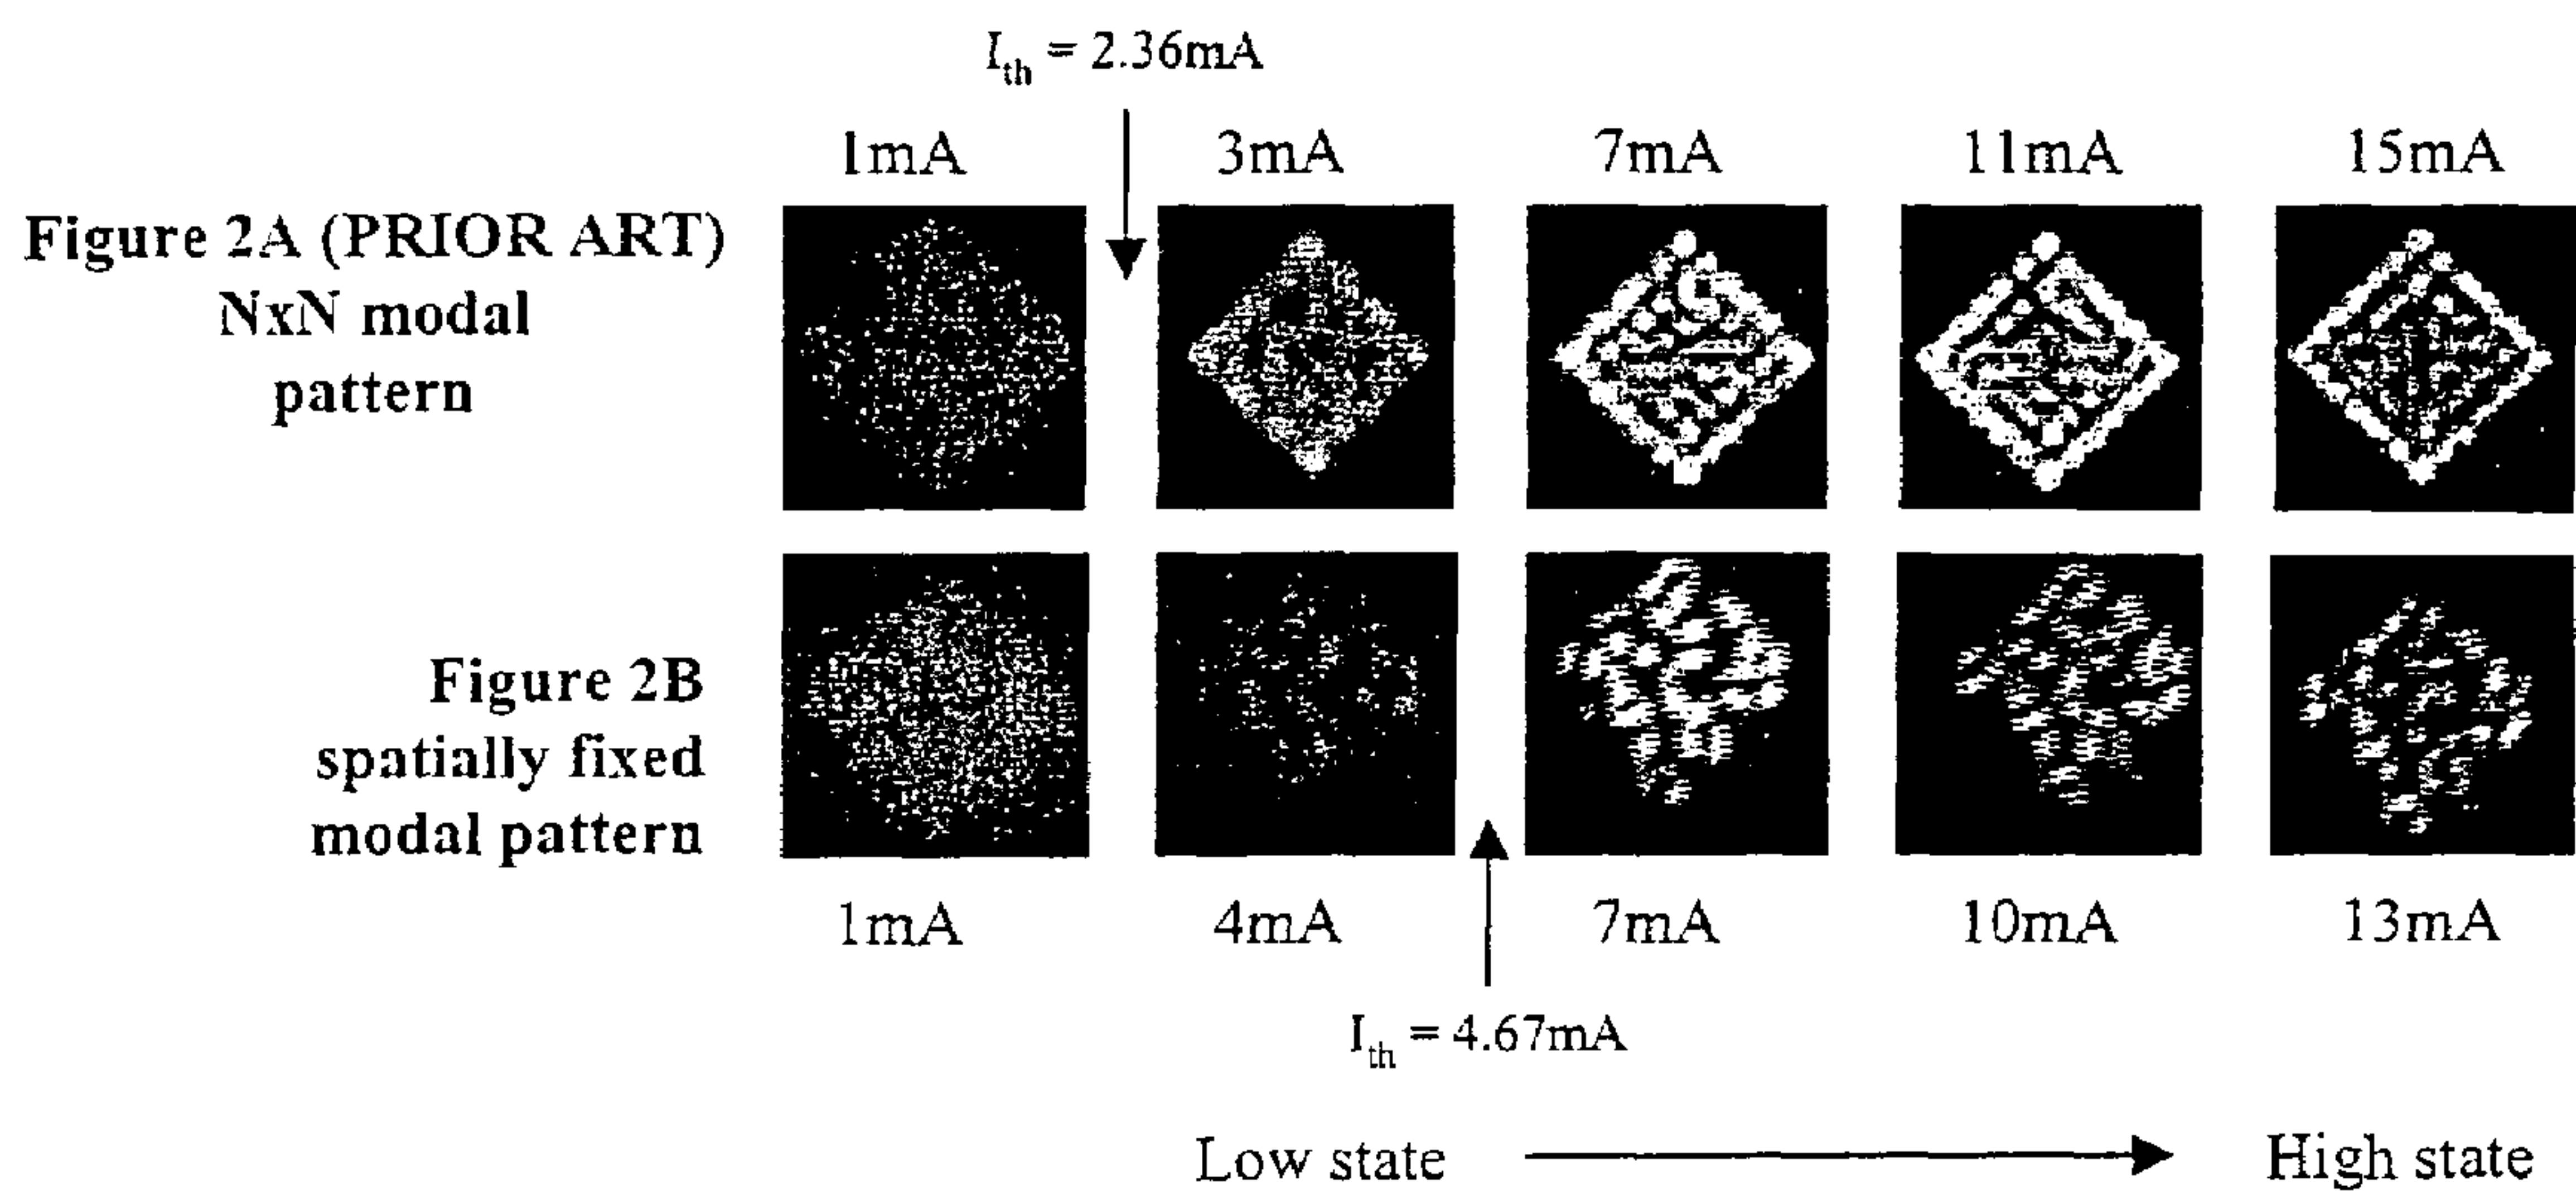 I_th = 2.36mA
1mA 3mA 7mA 11mA 15mA
Figure 2A (PRIOR ART)
NxN modal
pattern
Figure 2B
spatially fixed
modal pattern
1mA 4mA 7mA 10mA 13mA
I_th = 4.67mA
Low state High state